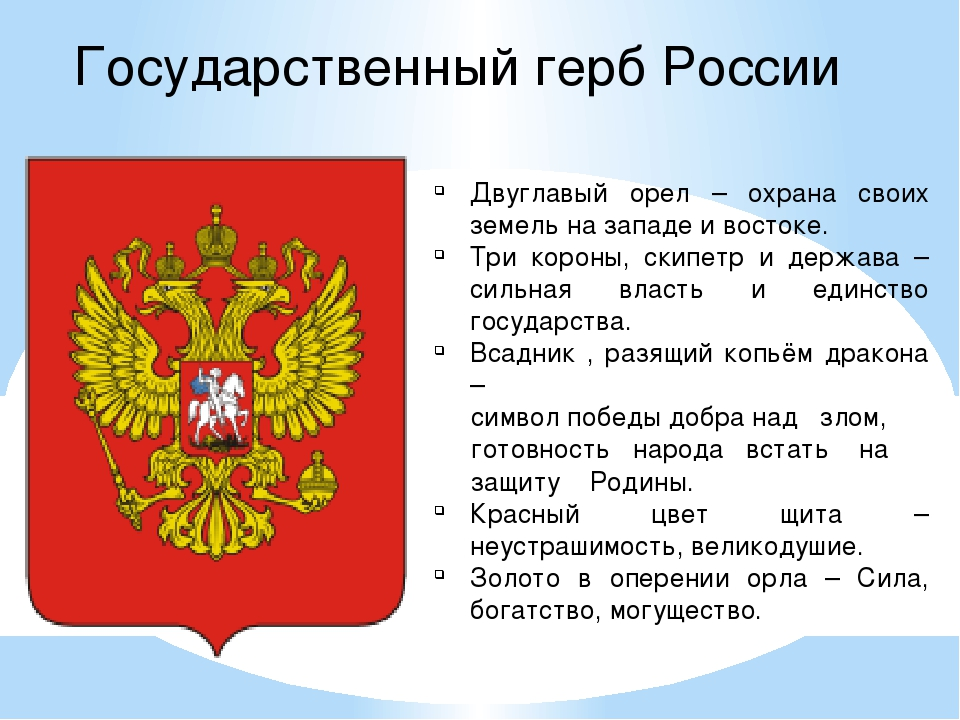 Государственный герб России
Двуглавый орел – охрана своих
земель на западе и востоке.
Три короны, скипетр и держава –
сильная власть и единство
государства.
Всадник , разящий копьём дракона
–
символ победы добра над злом,
готовность народа встать на
защиту Родины.
Красный цвет щита –
неустрашимость, великодушие.
Золото в оперении орла – Сила,
богатство, могущество.